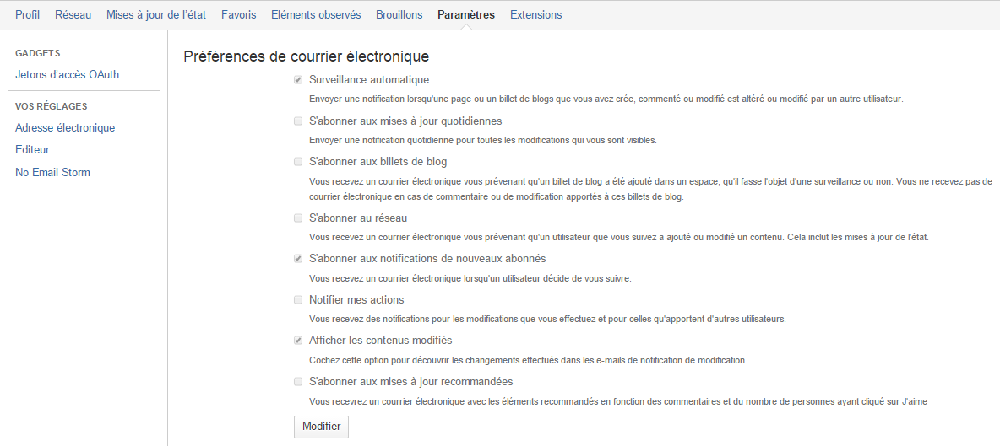 Profil Réseau Mises à jour de l'état Favoris Eléments observés Brouillons Paramètres Extensions
GADGETS
Jetons d'accès OAuth
VOS RÉGLAGES
Adresse électronique
Editeur
No Email Storm
Préférences de courrier électronique
Surveillance automatique
Envoyer une notification lorsqu'une page ou un billet de blogs que vous avez crée, commenté ou modifié est altéré ou modifié par un autre utilisateur.
S'abonner aux mises à jour quotidiennes
Envoyer une notification quotidienne pour toutes les modifications qui vous sont visibles.
S'abonner aux billets de blog
Vous recevez un courrier électronique vous prévenant qu'un billet de blog a été ajouté dans un espace, qu'il fasse l'objet d'une surveillance ou non. Vous ne recevez pas de
courrier électronique en cas de commentaire ou de modification apportés à ces billets de blog.
S'abonner au réseau
Vous recevez un courrier électronique vous prévenant qu'un utilisateur que vous suivez a ajouté ou modifié un contenu. Cela inclut les mises à jour de l'état.
S'abonner aux notifications de nouveaux abonnés
Vous recevez un courrier électronique lorsqu'un utilisateur décide de vous suivre.
Notifier mes actions
Vous recevez des notifications pour les modifications que vous effectuez et pour celles qu'apportent d'autres utilisateurs.
Afficher les contenus modifiés
Cochez cette option pour découvrir les changements effectués dans les e-mails de notification de modification.
S'abonner aux mises à jour recommandées
Vous recevrez un courrier électronique avec les éléments recommandés en fonction des commentaires et du nombre de personnes ayant cliqué sur J'aime
Modifier